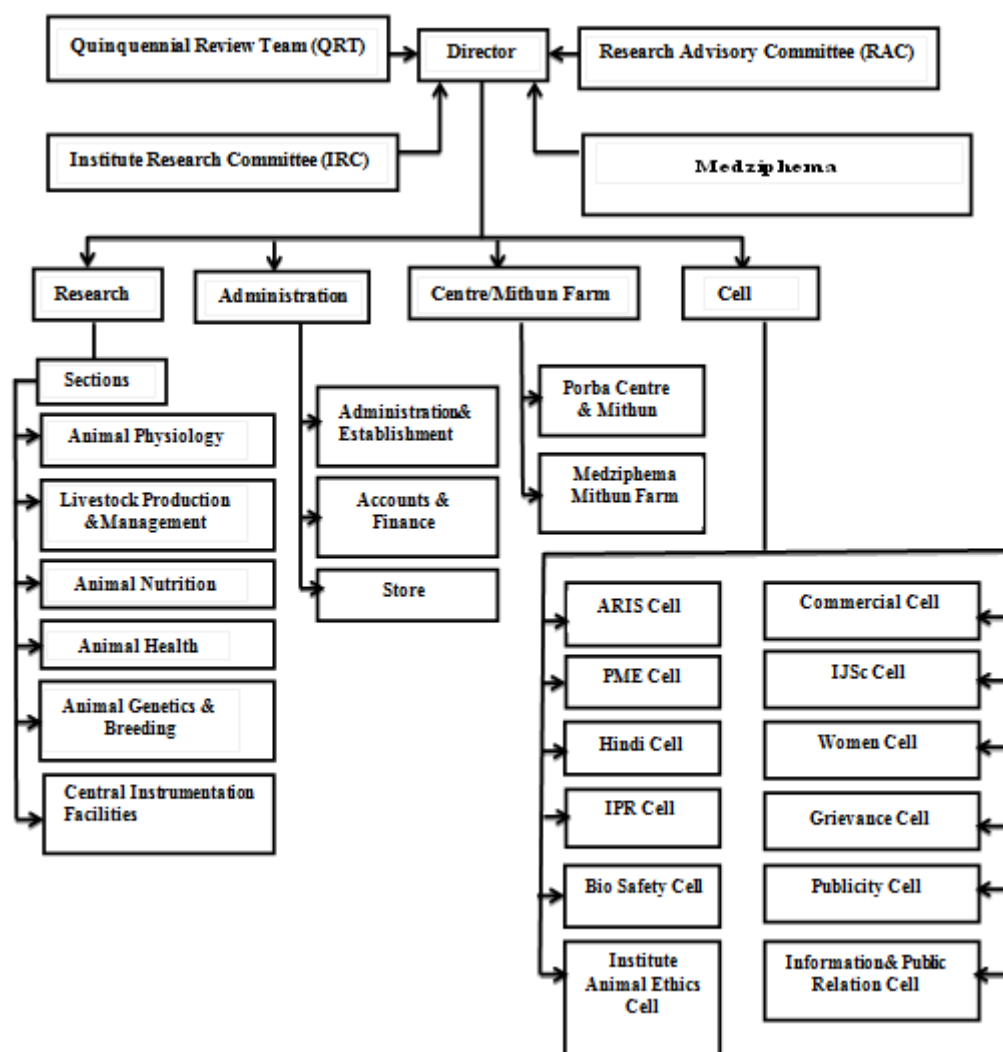 Quinquennial Review Team (QRT)
Director
Research Advisory Committee (RAC)
Institute Research Committee (IRC)
Medziphema
Research
Administration
Centre/Mithun Farm
Cell
Sections
Animal Physiology
Livestock Production
&Management
Animal Nutrition
Animal Health
Animal Genetics &
Breeding
Central Instrumentation
Facilities
Administration&
Establishment
Accounts &
Finance
Store
Porba Centre
& Mithun
Medziphema
Mithun Farm
ARIS Cell
PME Cell
Hindi Cell
IPR Cell
Bio Safety Cell
Institute
Animal Ethics
Cell
Commercial Cell
IJSc Cell
Women Cell
Grievance Cell
Publicity Cell
Information& Public
Relation Cell